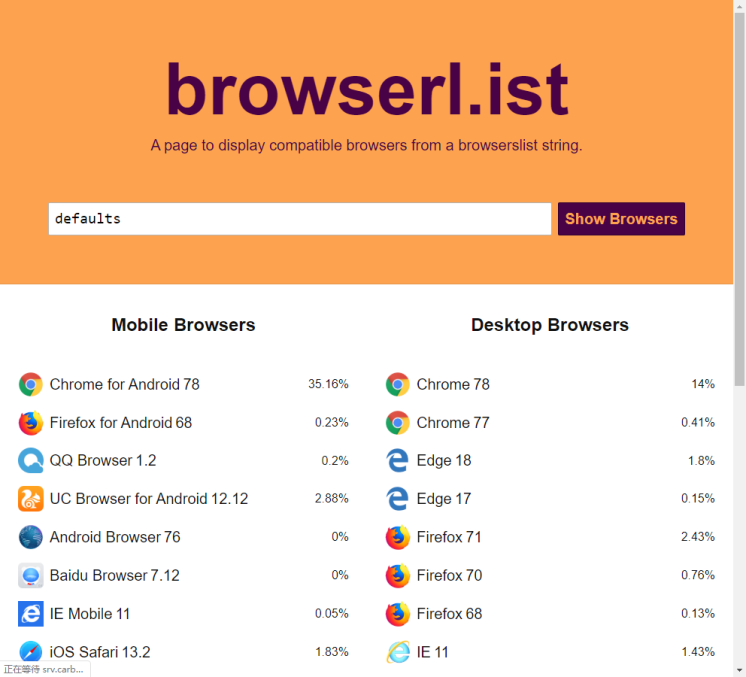 browserl.ist
A page to display compatible browsers from a browserslist string.
defaults
Show Browsers
Mobile Browsers
Chrome for Android 78 35.16%
Firefox for Android 68 0.23%
QQ Browser 1.2 0.2%
UC Browser for Android 12.12 2.88%
Android Browser 76 0%
Baidu Browser 7.12 0%
IE Mobile 11 0.05%
iOS Safari 13.2 1.83%
Desktop Browsers
Chrome 78 14%
Chrome 77 0.41%
Edge 18 1.8%
Edge 17 0.15%
Firefox 71 2.43%
Firefox 70 0.76%
Firefox 68 0.13%
IE 11 1.43%
正在等待 srv.carb...